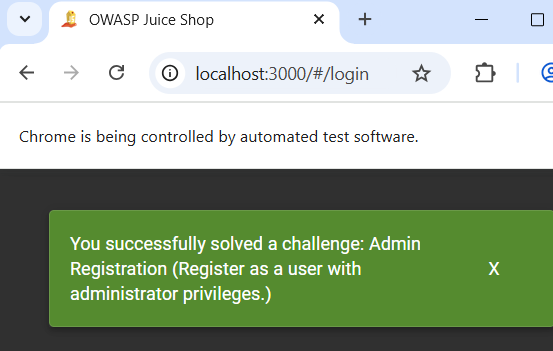 OWASP Juice Shop
localhost:3000/#/login
Chrome is being controlled by automated test software.
You successfully solved a challenge: Admin
Registration (Register as a user with
administrator privileges.)
X